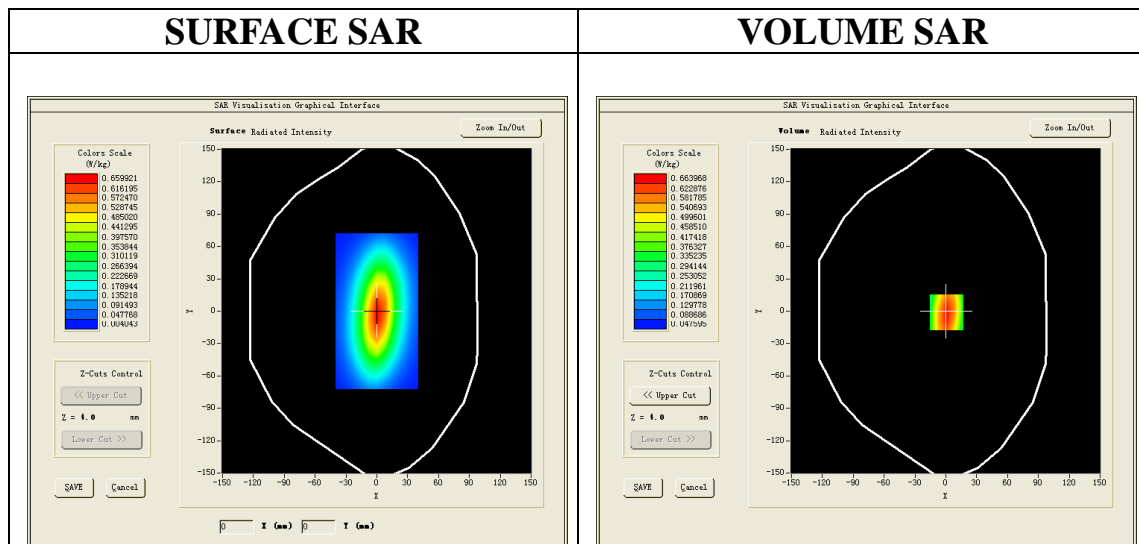 SURFACE SAR
SAR Visualisation Graphical Interface
Surface Radiated Intensity
Zoom In/Out
Colors Scale
(W/kg)
0.659921
0.616195
0.572470
0.528745
0.485020
0.441295
0.397570
0.353844
0.310119
0.266394
0.222669
0.178944
0.135218
0.091493
0.047768
0.004043
Z-Cuts Control
<< Upper Cut
Z = 4.0 mm
Lower Cut >>
SAVE Cancel
150
120
90
60
30
0
-30
-60
-90
-120
-150
Y
-150 -120 -90 -60 -30 0 30 60 90 120 150
X
0 X (mm) 0 Y (mm)
VOLUME SAR
SAR Visualisation Graphical Interface
Volume Radiated Intensity
Zoom In/Out
Colors Scale
(W/kg)
0.663968
0.622876
0.581785
0.540693
0.499601
0.458510
0.417418
0.376327
0.335235
0.294144
0.253052
0.211961
0.170869
0.129778
0.088686
0.047595
Z-Cuts Control
<< Upper Cut
Z = 4.0 mm
Lower Cut >>
SAVE Cancel
150
120
90
60
30
0
-30
-60
-90
-120
-150
Y
-150 -120 -90 -60 -30 0 30 60 90 120 150
X